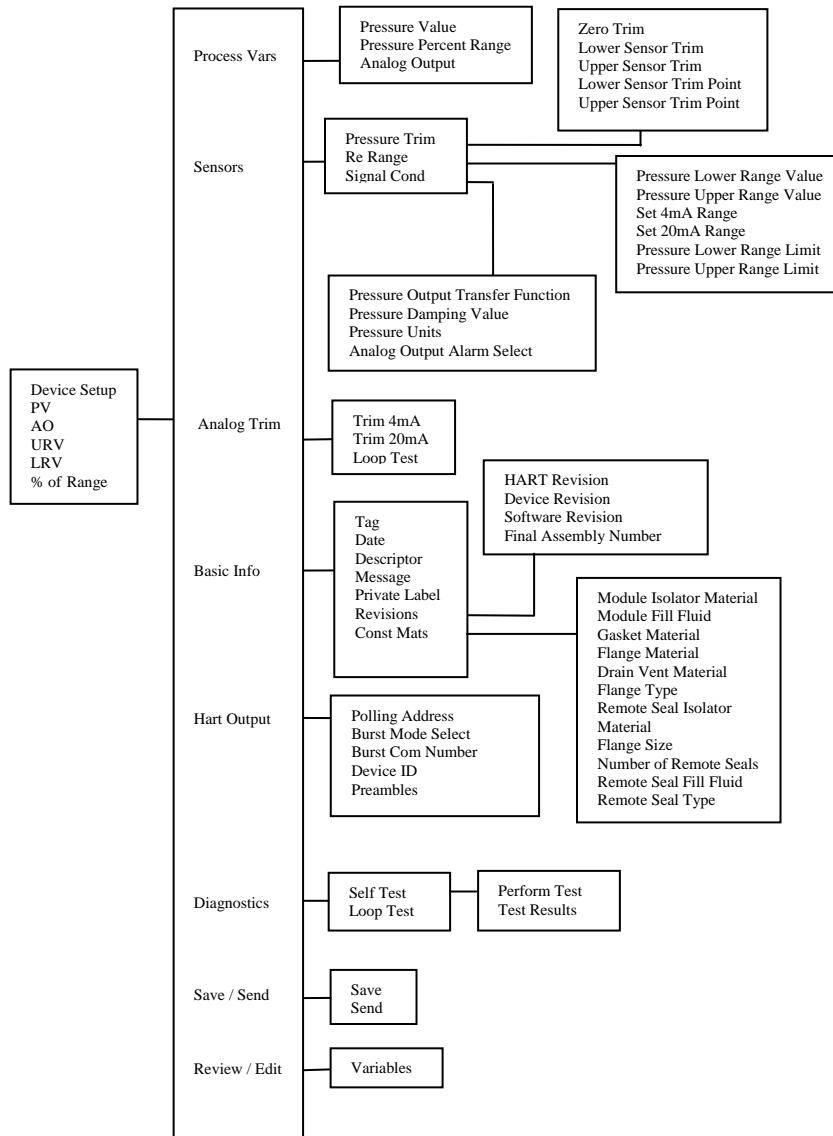 Device Setup
PV
AO
URV
LRV
% of Range
Process Vars
Pressure Value
Pressure Percent Range
Analog Output
Sensors
Pressure Trim
Re Range
Signal Cond
Zero Trim
Lower Sensor Trim
Upper Sensor Trim
Lower Sensor Trim Point
Upper Sensor Trim Point
Pressure Lower Range Value
Pressure Upper Range Value
Set 4mA Range
Set 20mA Range
Pressure Lower Range Limit
Pressure Upper Range Limit
Pressure Output Transfer Function
Pressure Damping Value
Pressure Units
Analog Output Alarm Select
Analog Trim
Trim 4mA
Trim 20mA
Loop Test
Basic Info
Tag
Date
Descriptor
Message
Private Label
Revisions
Const Mats
HART Revision
Device Revision
Software Revision
Final Assembly Number
Module Isolator Material
Module Fill Fluid
Gasket Material
Flange Material
Drain Vent Material
Flange Type
Remote Seal Isolator
Material
Flange Size
Number of Remote Seals
Remote Seal Fill Fluid
Remote Seal Type
Hart Output
Polling Address
Burst Mode Select
Burst Com Number
Device ID
Preambles
Diagnostics
Self Test
Loop Test
Perform Test
Test Results
Save / Send
Save
Send
Review / Edit
Variables